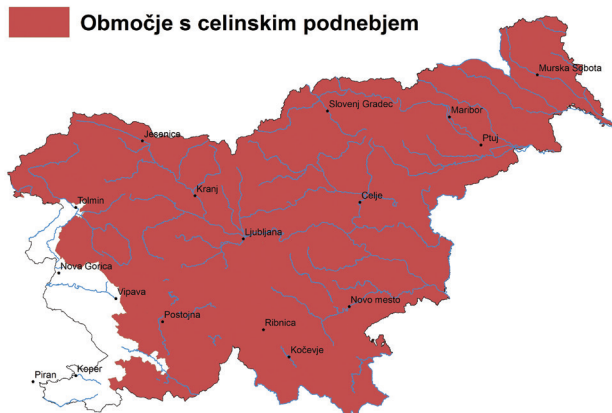 Območje s celinskim podnebjem
Murska Sobota
Slovenj Gradec
Maribor
Ptuj
Jesenice
Kranj
Celje
Tolmin
Ljubljana
Nova Gorica
Vipava
Novo mesto
Postojna
Ribnica
Kočevje
Koper
Piran